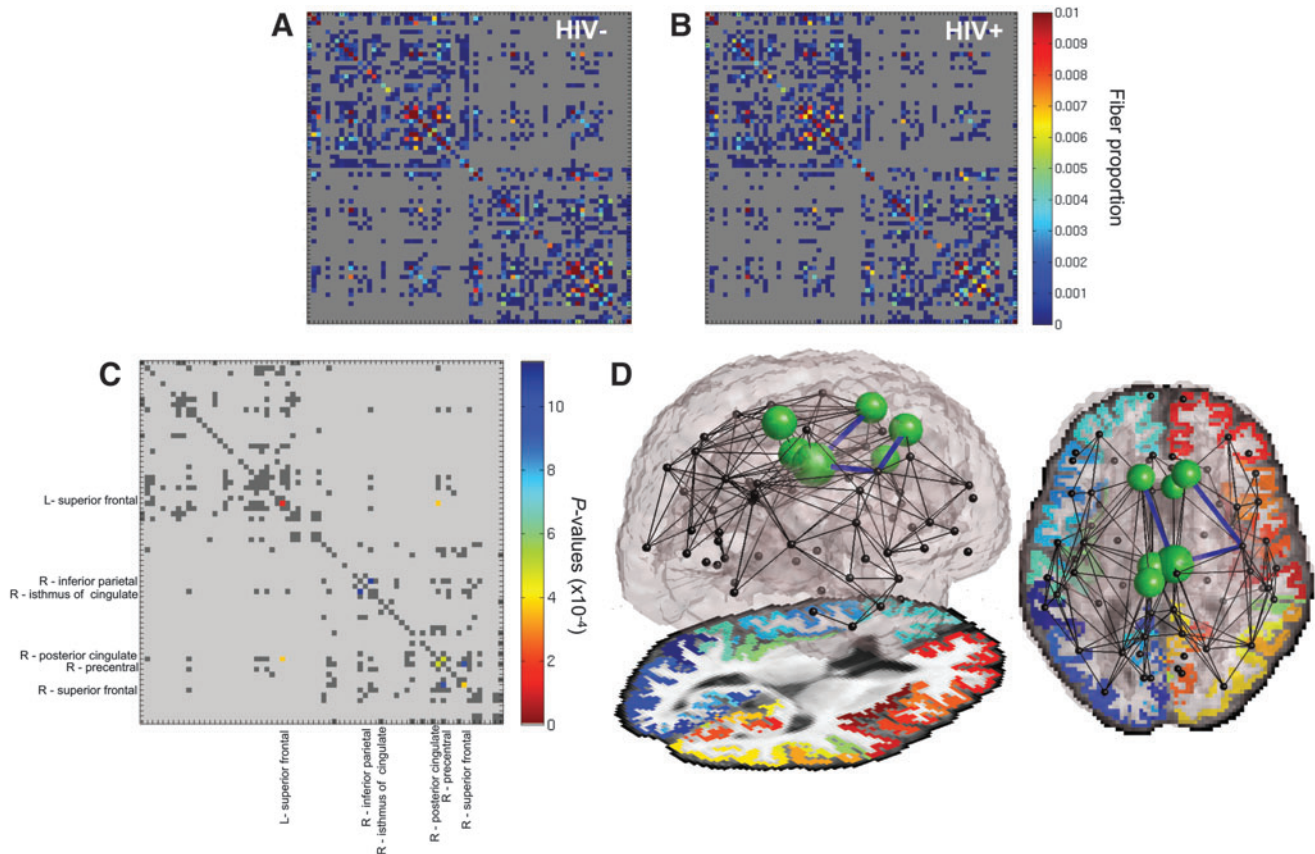 A
HIV-
B
HIV+
0.01
0.009
0.008
0.007
0.006
0.005
0.004
0.003
0.002
0.001
0
Fiber proportion
C
L- superior frontal
R - inferior parietal
R - isthmus of cingulate
R - posterior cingulate
R - precentral
R - superior frontal
10
8
6
4
2
0
P-values (x10-4)
L- superior frontal
R - inferior parietal
R - isthmus of cingulate
R - posterior cingulate
R - precentral
R - superior frontal
D